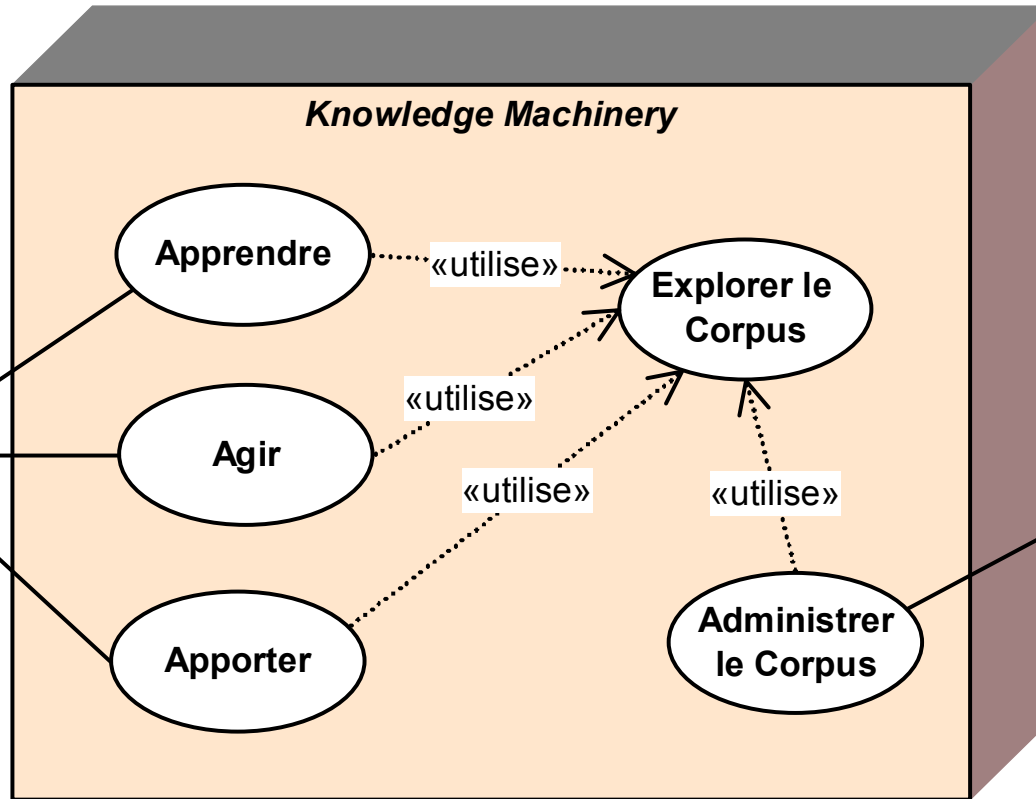 Knowledge Machinery
Apprendre
«utilise»
Explorer le
Corpus
«utilise»
Agir
«utilise»
«utilise»
Apporter
Administrer
le Corpus